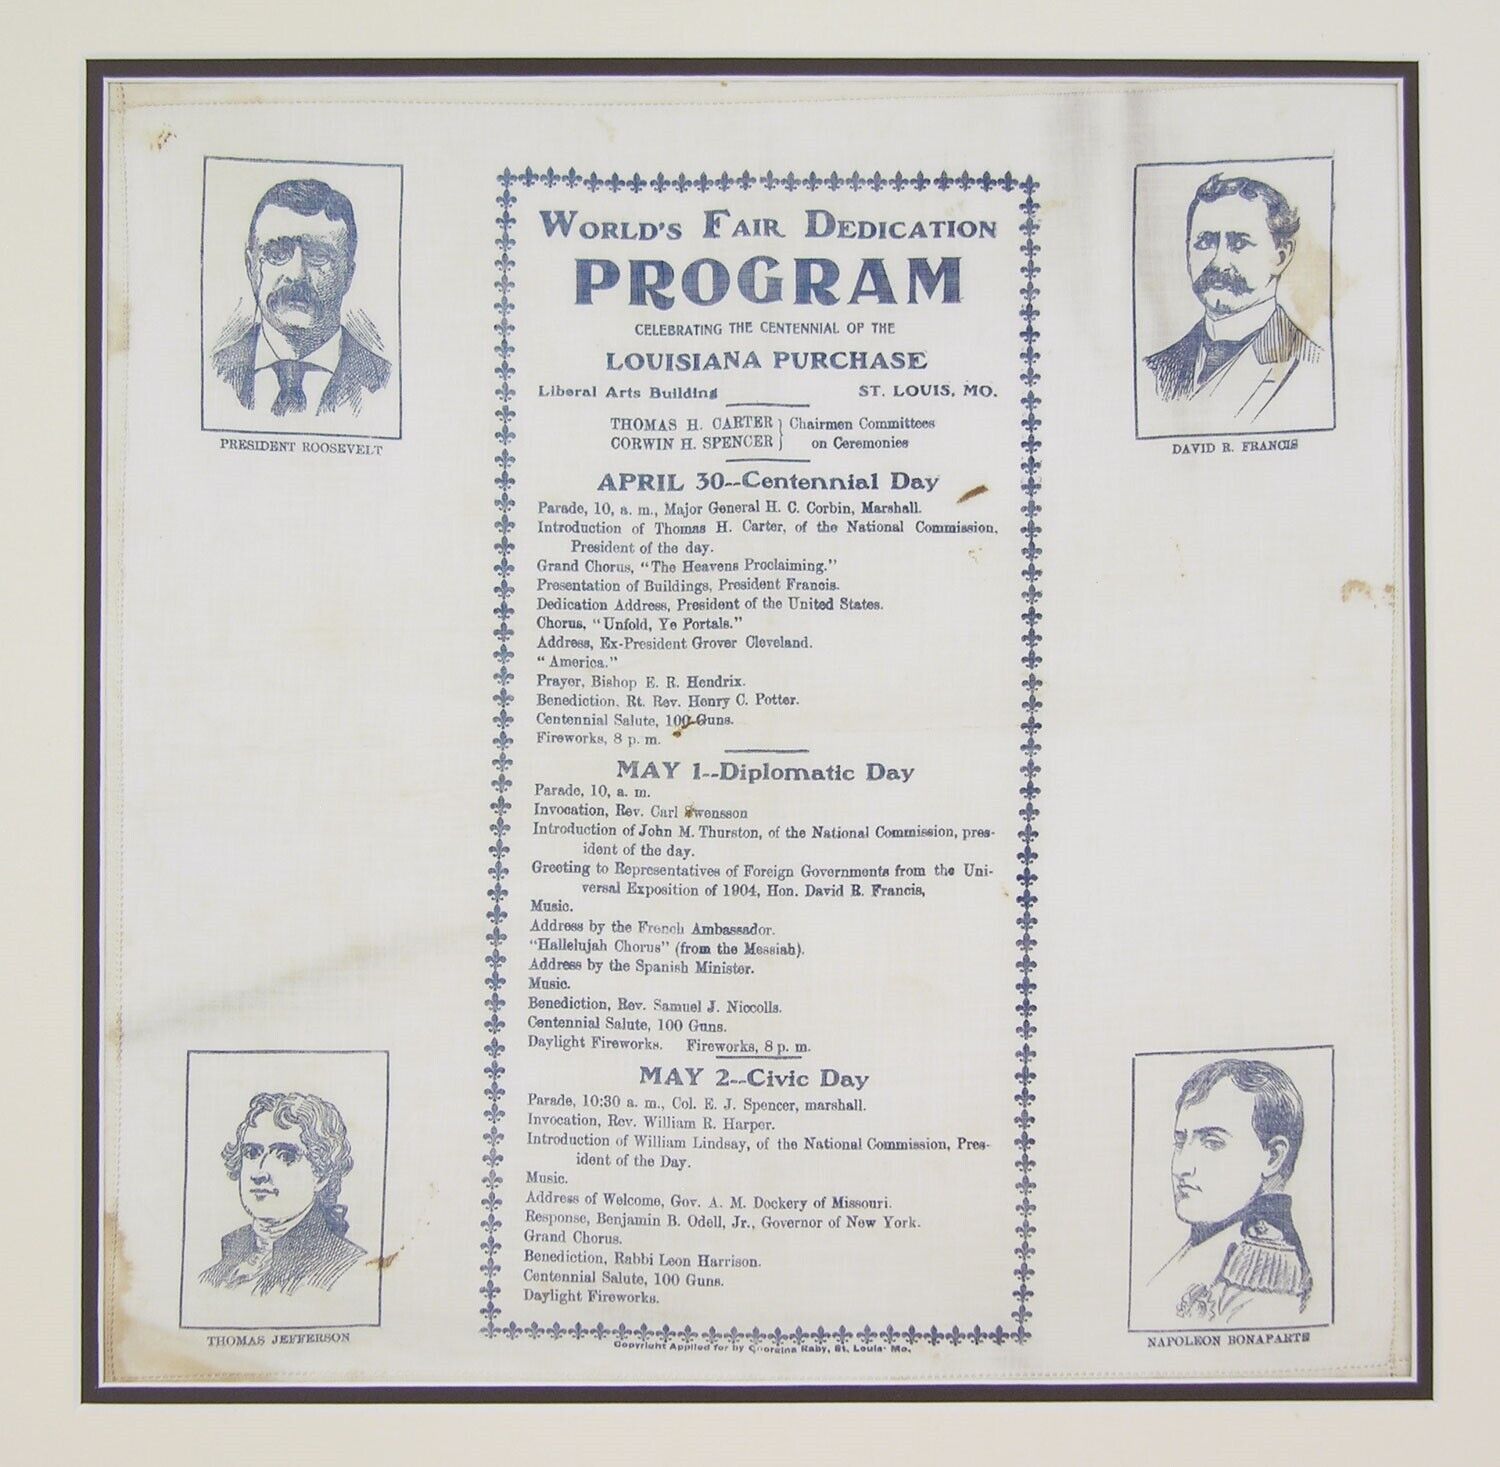 WORLD'S FAIR DEDICATION
PROGRAM
CELEBRATING THE CENTENNIAL OF THE
LOUISIANA PURCHASE
Liberal Arts Building ST. LOUIS, MO.
THOMAS H. CARTER } Chairmen Committees
CORWIN H. SPENCER } on Ceremonies
APRIL 30--Centennial Day
Parade, 10, a. m., Major General H. C. Corbin, Marshall.
Introduction of Thomas H. Carter, of the National Commission,
President of the day.
Grand Chorus, "The Heavens Proclaiming."
Presentation of Buildings, President Francis.
Dedication Address, President of the United States.
Chorus, "Unfold, Ye Portals."
Address, Ex-President Grover Cleveland.
"America."
Prayer, Bishop E. R. Hendrix.
Benediction, Rt. Rev. Henry C. Potter.
Centennial Salute, 100 Guns.
Fireworks, 8 p. m.
MAY 1--Diplomatic Day
Parade, 10, a. m.
Invocation, Rev. Carl Swensson
Introduction of John M. Thurston, of the National Commission, pres-
ident of the day.
Greeting to Representatives of Foreign Governments from the Uni-
versal Exposition of 1904, Hon. David R. Francis,
Music.
Address by the French Ambassador.
"Hallelujah Chorus" (from the Messiah).
Address by the Spanish Minister.
Music.
Benediction, Rev. Samuel J. Niccolls.
Centennial Salute, 100 Guns.
Daylight Fireworks. Fireworks, 8 p. m.
MAY 2--Civic Day
Parade, 10:30 a. m., Col. E. J. Spencer, marshall.
Invocation, Rev. William R. Harper.
Introduction of William Lindsay, of the National Commission, Pres-
ident of the Day.
Music.
Address of Welcome, Gov. A. M. Dockery of Missouri.
Response, Benjamin B. Odell, Jr., Governor of New York.
Grand Chorus.
Benediction, Rabbi Leon Harrison.
Centennial Salute, 100 Guns.
Daylight Fireworks.
Copyright Applied for by Georgina Raby, St. Louis Mo.
PRESIDENT ROOSEVELT
DAVID R. FRANCIS
THOMAS JEFFERSON
NAPOLEON BONAPARTE